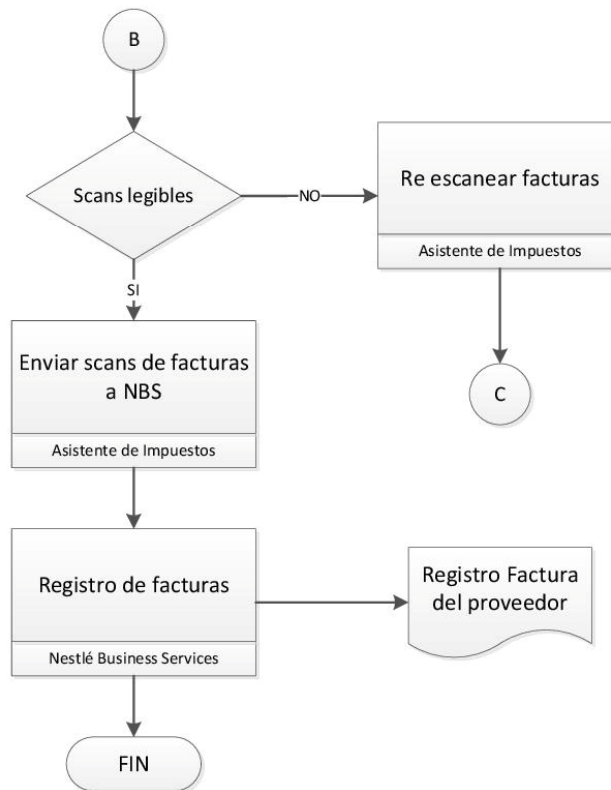 B
Scans legibles
NO
Re escanear facturas
Asistente de Impuestos
SI
Enviar scans de facturas
a NBS
Asistente de Impuestos
C
Registro de facturas
Nestlé Business Services
Registro Factura
del proveedor
FIN